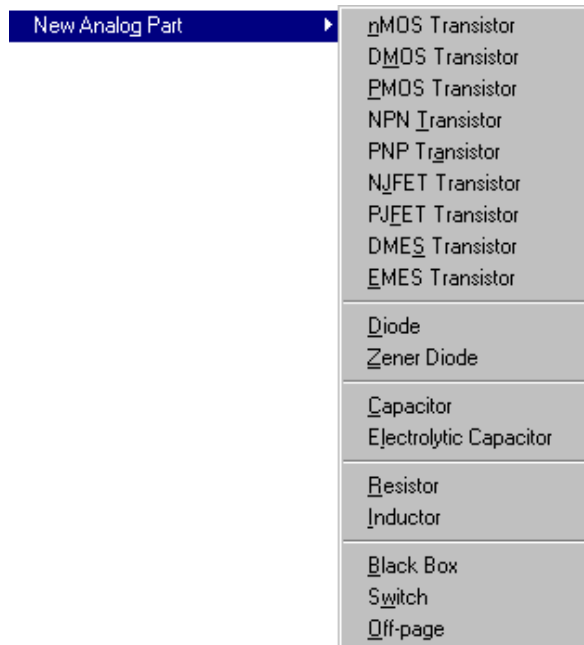 New Analog Part
nMOS Transistor
DMOS Transistor
PMOS Transistor
NPN Transistor
PNP Transistor
NJFET Transistor
PJFET Transistor
DMES Transistor
EMES Transistor
Diode
Zener Diode
Capacitor
Electrolytic Capacitor
Resistor
Inductor
Black Box
Switch
Off-page